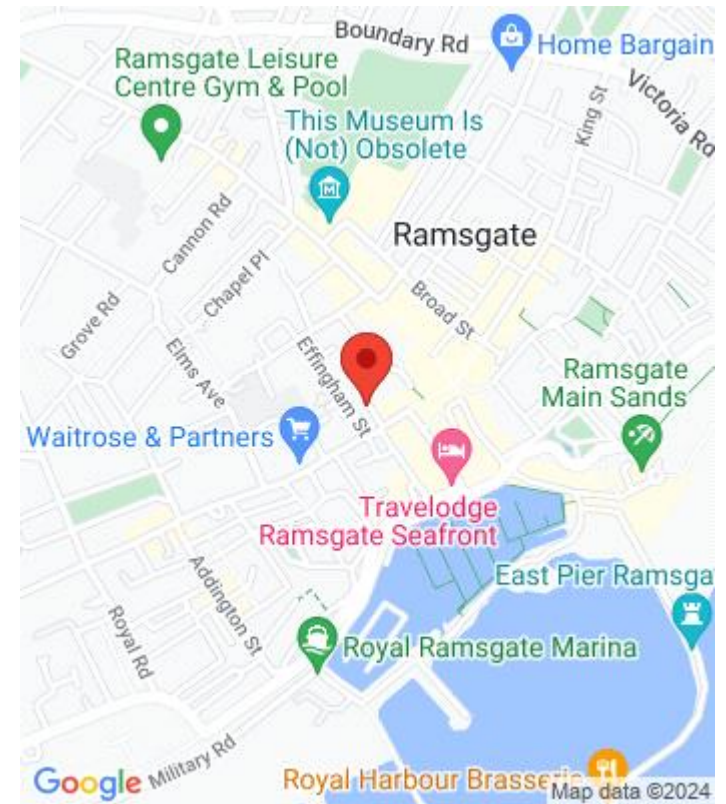 Boundary Rd
Home Bargain
Ramsgate Leisure
Centre Gym & Pool
Victoria Rd
King St
This Museum Is
(Not) Obsolete
Ramsgate
Cannon Rd
Chapel Pl
Broad St
Grove Rd
Elms Ave
Effingham St
Ramsgate
Main Sands
Waitrose & Partners
Travelodge
Ramsgate Seafront
East Pier Ramsga
Addington St
Royal Rd
Royal Ramsgate Marina
Military Rd
Royal Harbour Brasserie
Google
Map data ©2024